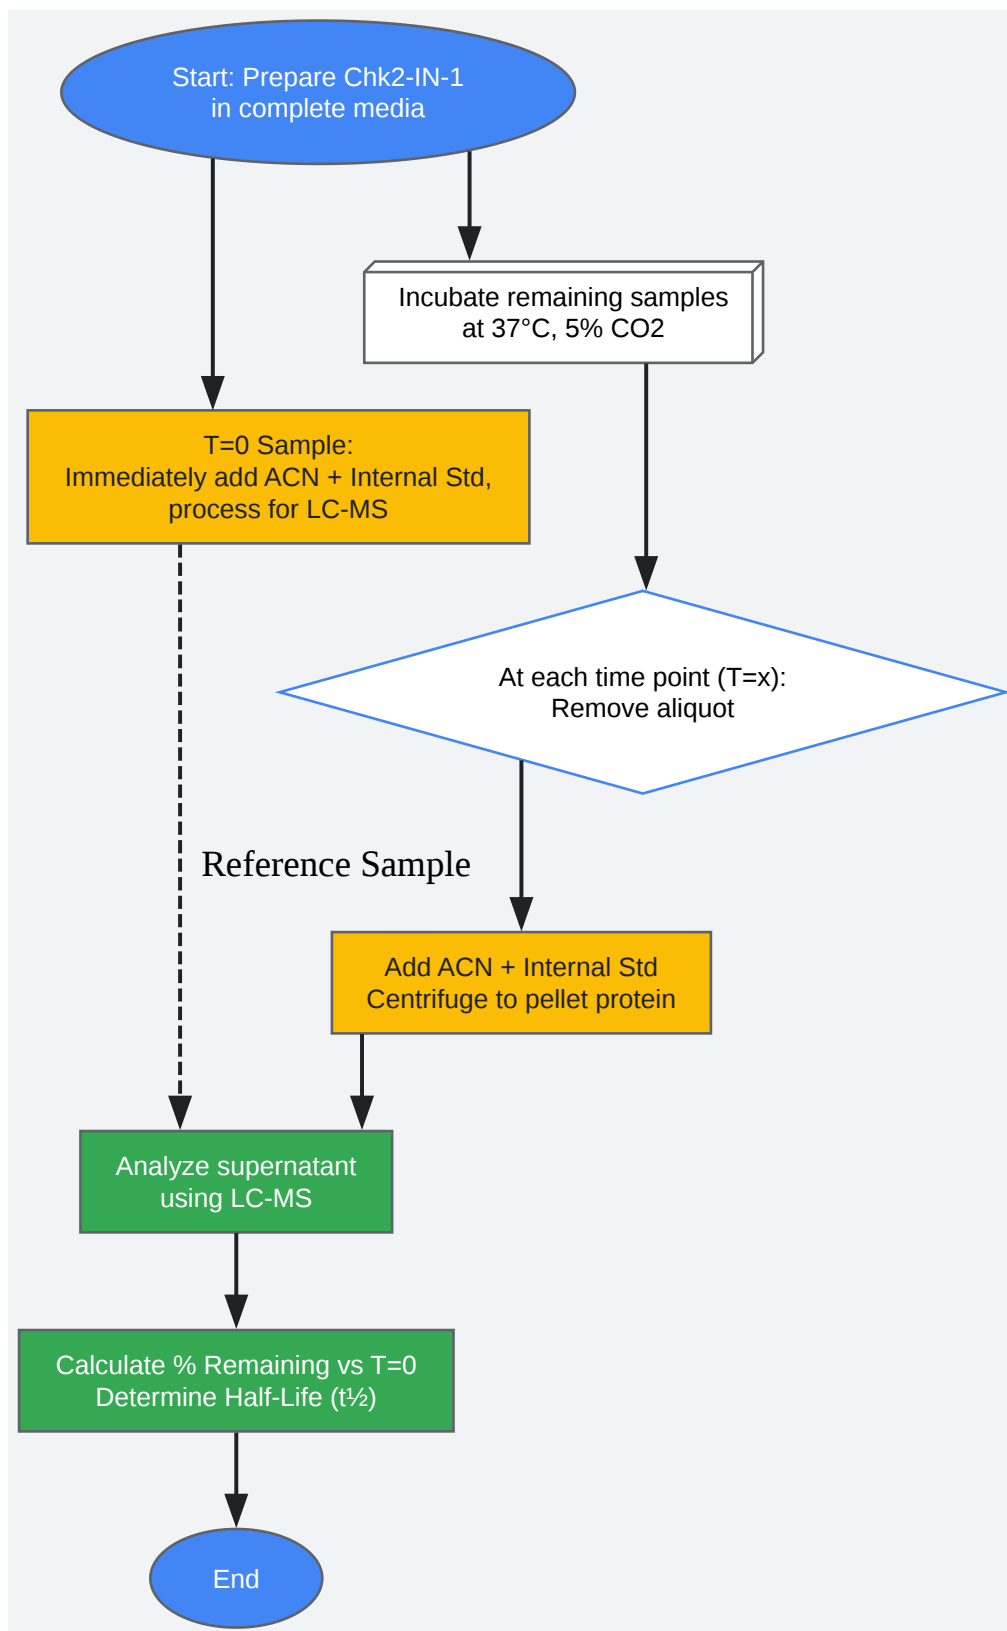 Start: Prepare Chk2-IN-1
in complete media
Incubate remaining samples
at 37°C, 5% CO2
T=0 Sample:
Immediately add ACN + Internal Std,
process for LC-MS
At each time point (T=x):
Remove aliquot
Reference Sample
Add ACN + Internal Std
Centrifuge to pellet protein
Analyze supernatant
using LC-MS
Calculate % Remaining vs T=0
Determine Half-Life (t½)
End